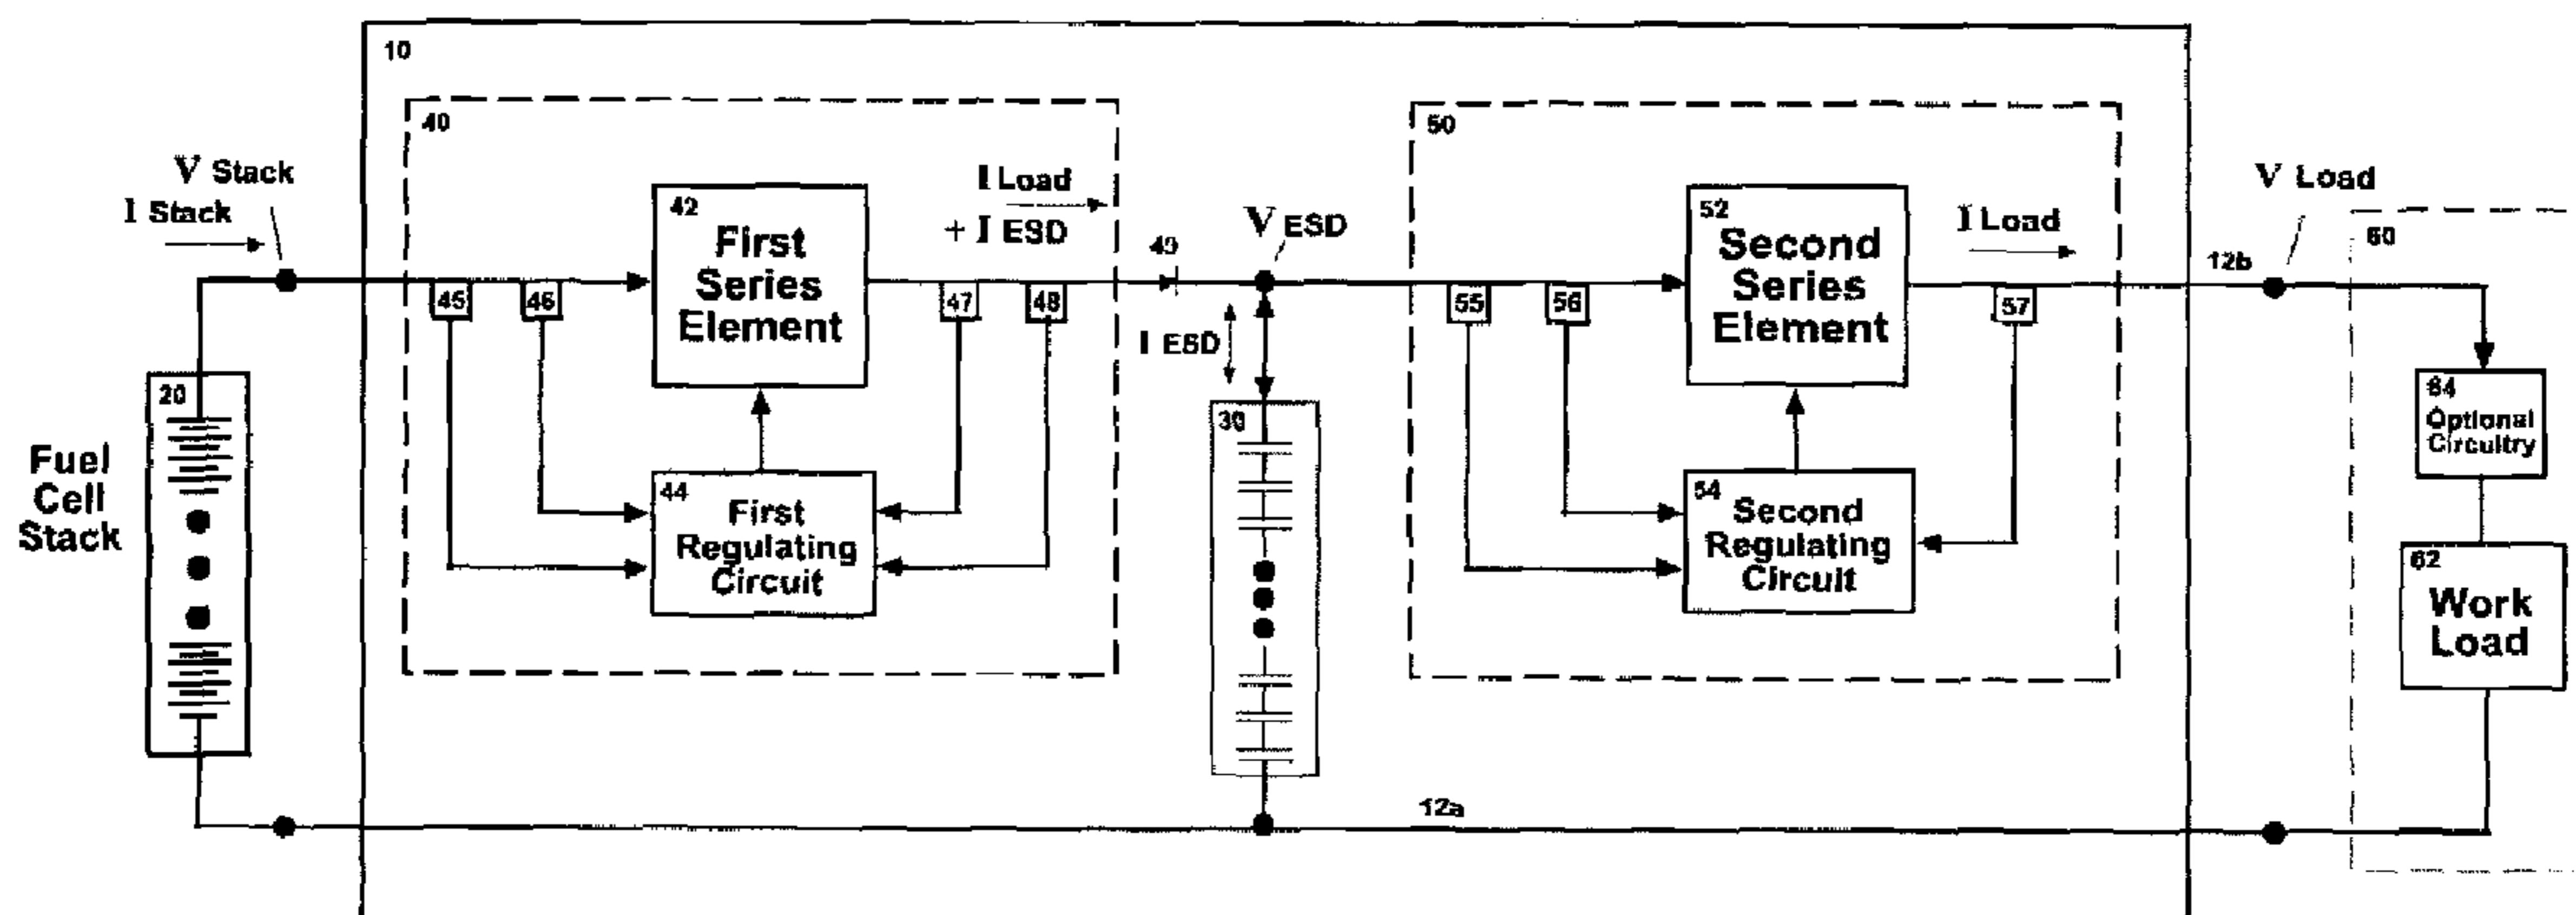 10
40
50
V Stack
I Stack
I Load
+ I ESD
49
V ESD
I ESD
42
First
Series
Element
45
46
47
48
44
First
Regulating
Circuit
20
Fuel
Cell
Stack
30
52
Second
Series
Element
I Load
55
56
57
54
Second
Regulating
Circuit
12b
V Load
60
64
Optional
Circuitry
62
Work
Load
12a